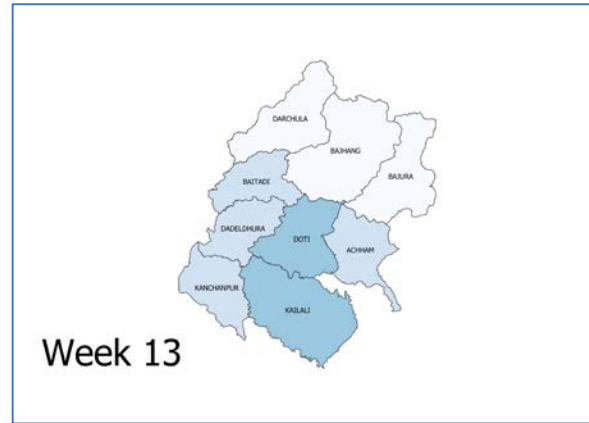 DARCHULA
BAJHANG
BAJURA
BAITADI
DADELDHURA
DOTI
ACHHAM
KANCHANPUR
KAILALI
Week 13